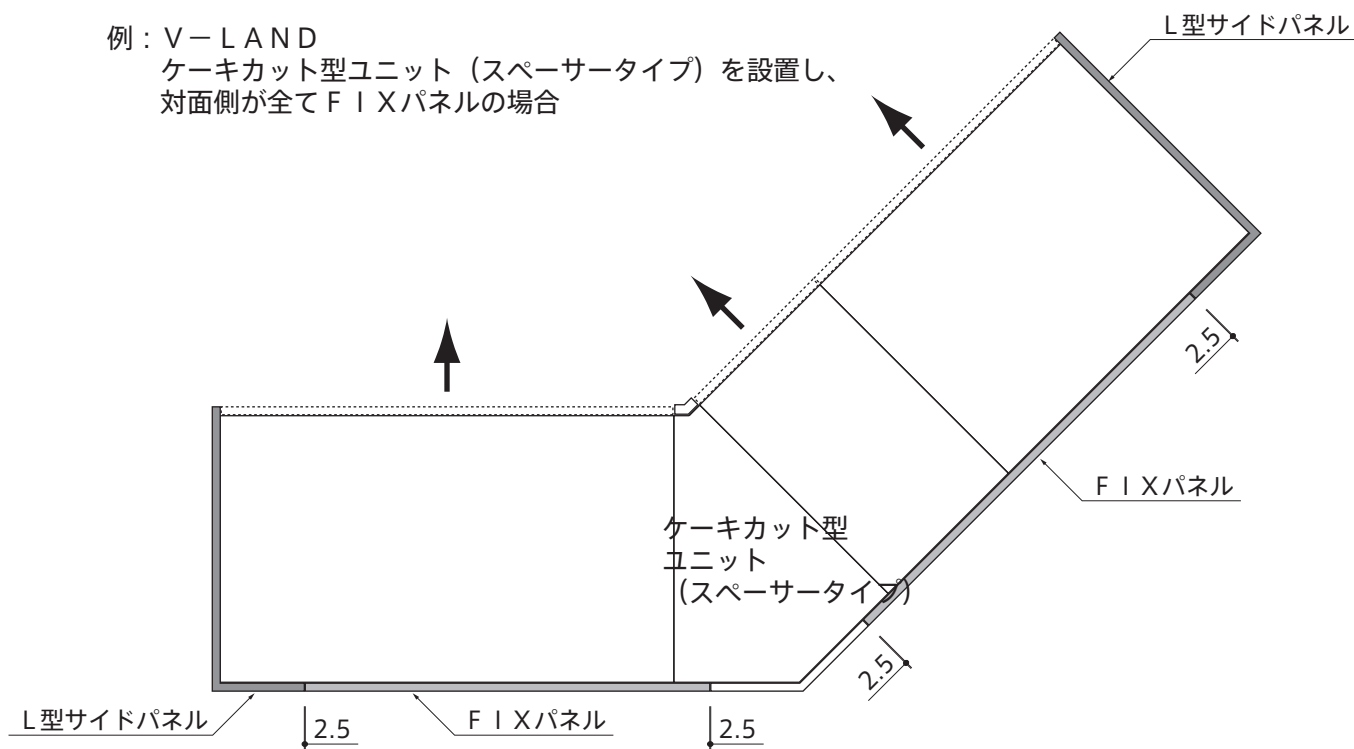 例：Ｖ－ＬＡＮＤ
ケーキカット型ユニット（スペーサータイプ）を設置し、
対面側が全てＦＩＸパネルの場合
Ｌ型サイドパネル
2.5
ＦＩＸパネル
ケーキカット型
ユニット
（スペーサータイプ）
2.5
Ｌ型サイドパネル
2.5
ＦＩＸパネル
2.5